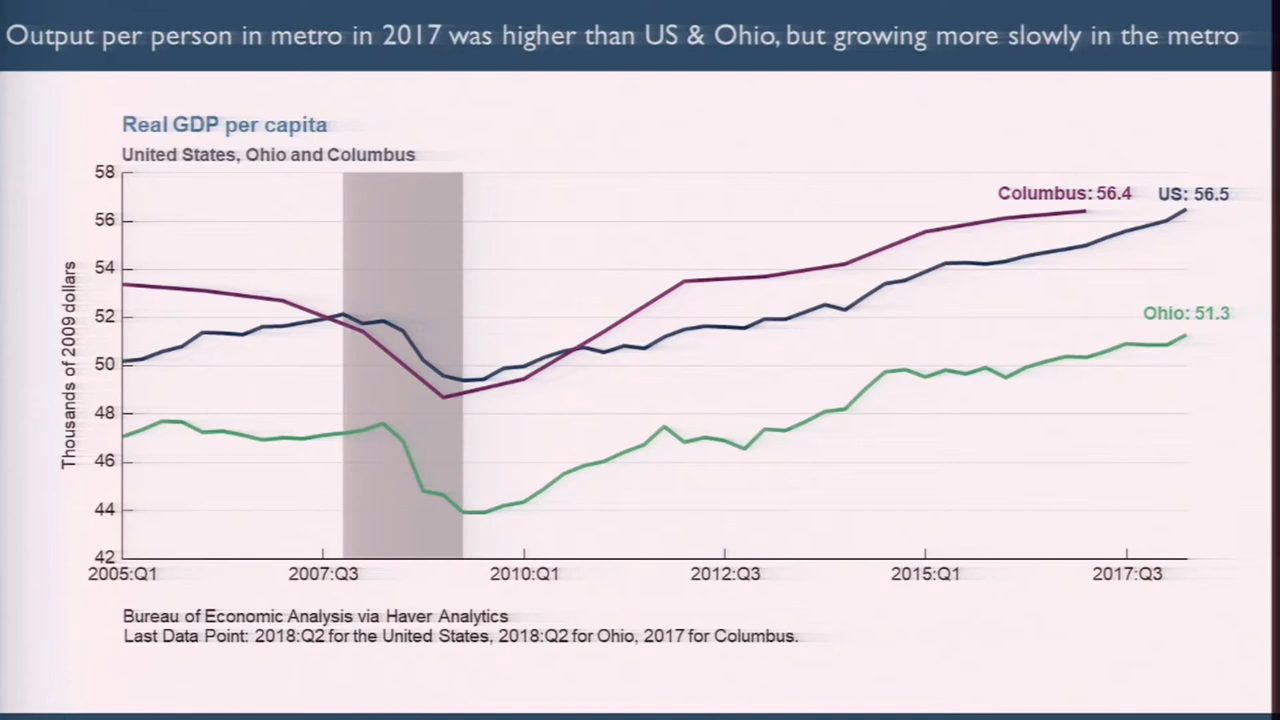 Output per person in metro in 2017 was higher than US & Ohio, but growing more slowly in the metro
Real GDP per capita
United States, Ohio and Columbus
Thousands of 2009 dollars
58
56
54
52
50
48
46
44
42
Columbus: 56.4
US: 56.5
Ohio: 51.3
2005:Q1
2007:Q3
2010:Q1
2012:Q3
2015:Q1
2017:Q3
Bureau of Economic Analysis via Haver Analytics
Last Data Point: 2018:Q2 for the United States, 2018:Q2 for Ohio, 2017 for Columbus.